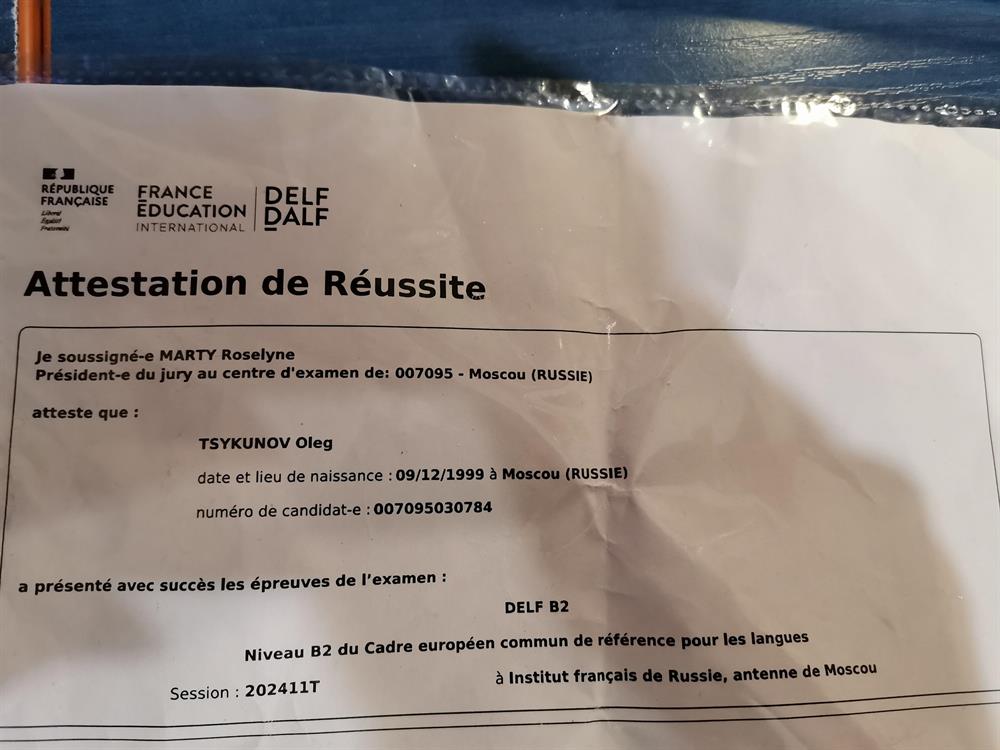 RÉPUBLIQUE
FRANÇAISE
Liberté
Égalité
Fraternité
FRANCE
ÉDUCATION
INTERNATIONAL
DELF
DALF
Attestation de Réussite
Je soussigné-e MARTY Roselyne
Président-e du jury au centre d'examen de: 007095 - Moscou (RUSSIE)
atteste que :
TSYKUNOV Oleg
date et lieu de naissance : 09/12/1999 à Moscou (RUSSIE)
numéro de candidat-e : 007095030784
a présenté avec succès les épreuves de l'examen :
DELF B2
Niveau B2 du Cadre européen commun de référence pour les langues
à Institut français de Russie, antenne de Moscou
Session : 202411T